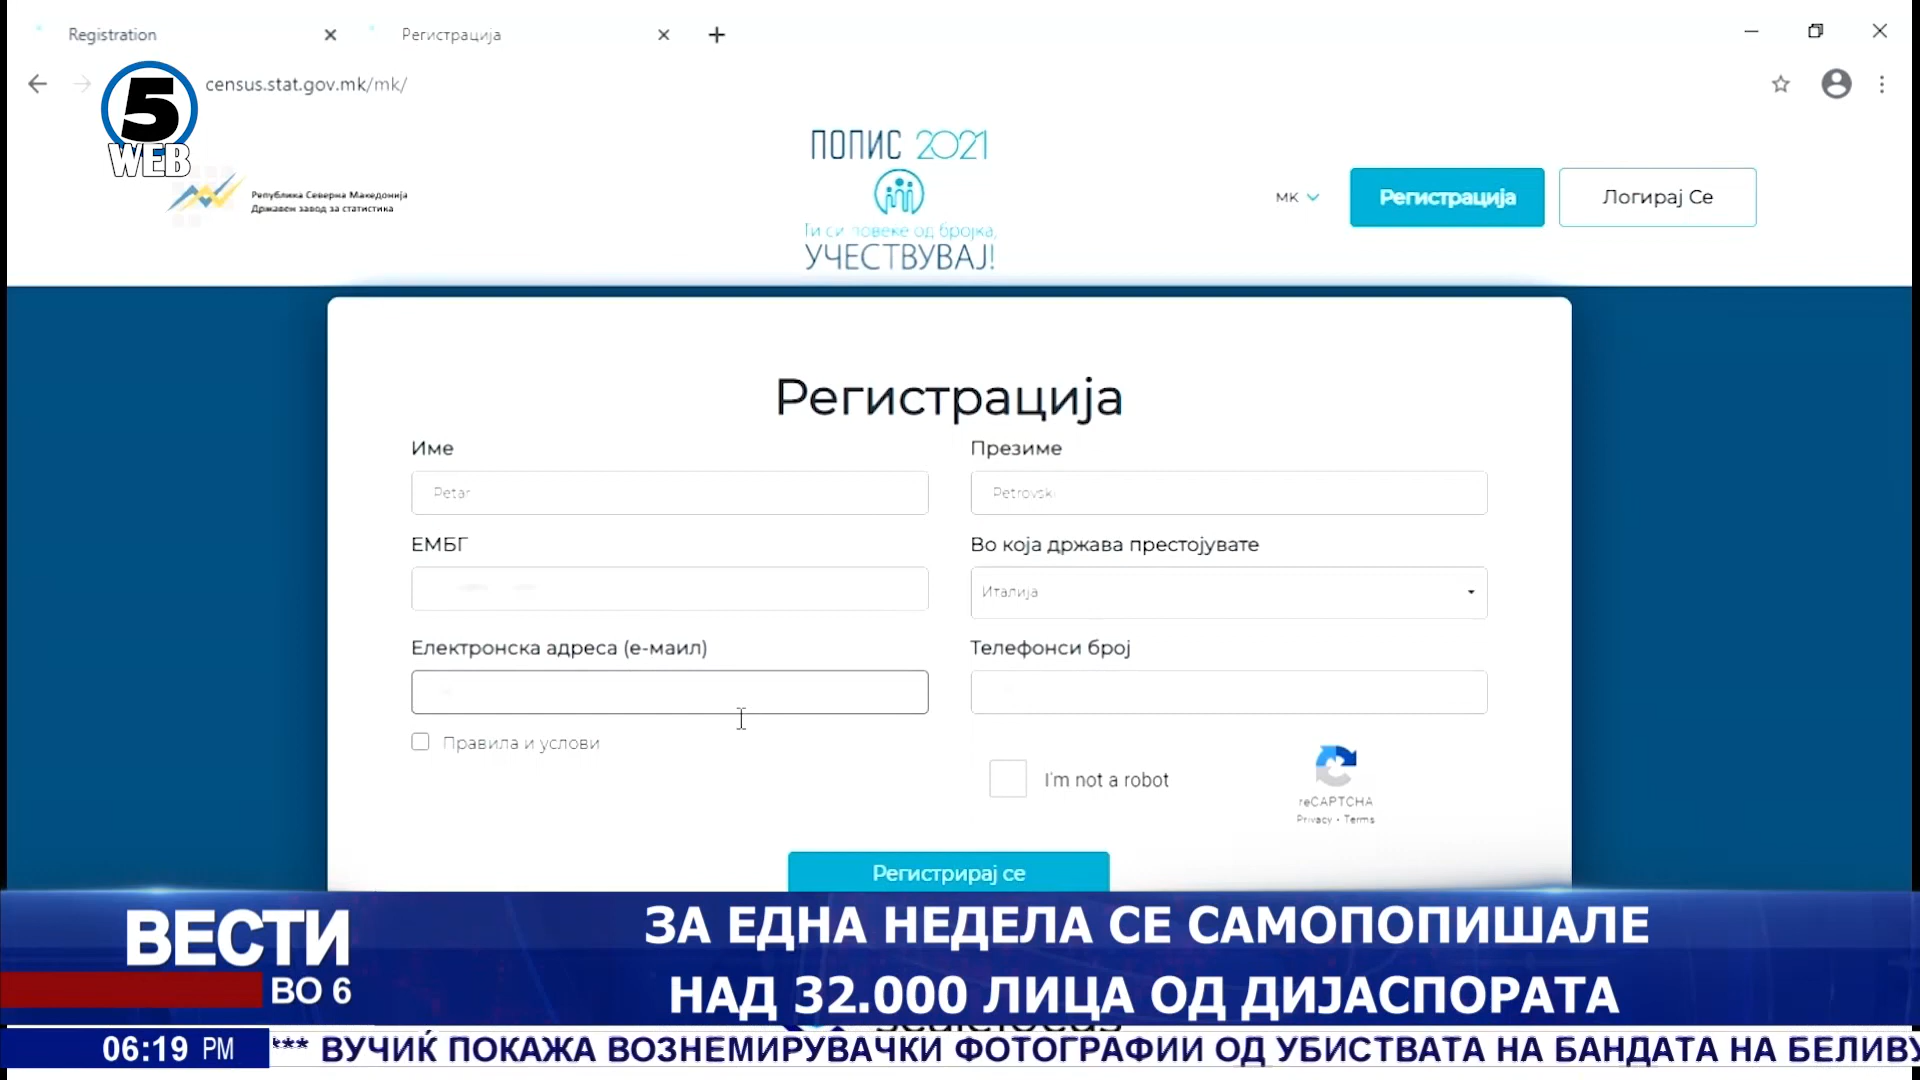 Registration
Регистрација
census.stat.gov.mk/mk/
5
WEB
Република Северна Македонија
Државен завод за статистика
ПОПИС 2021
Ти си повеќе од бројка,
УЧЕСТВУВАЈ!
МК
Регистрација
Логирај Се
Регистрација
Име
Презиме
Petar
Petrovsk
ЕМБГ
Во која држава престојувате
Италија
Електронска адреса (е-маил)
Телефонси број
Правила и услови
I'm not a robot
reCAPTCHA
Privacy - Terms
Регистрирај се
ВЕСТИ
ВО 6
ЗА ЕДНА НЕДЕЛА СЕ САМОПОПИШАЛЕ
НАД 32.000 ЛИЦА ОД ДИЈАСПОРАТА
06:19 PM
*** ВУЧИЌ ПОКАЖА ВОЗНЕМИРУВАЧКИ ФОТОГРАФИИ ОД УБИСТВАТА НА БАНДАТА НА БЕЛИВУ